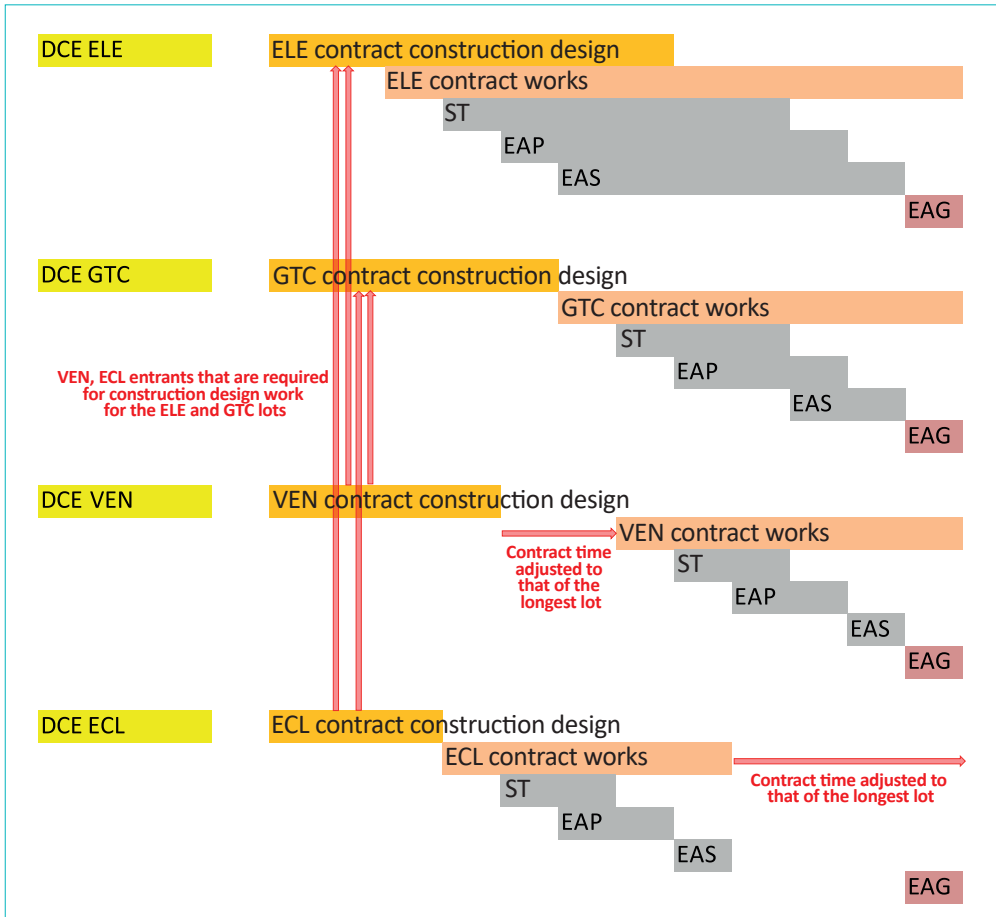 DCE ELE
ELE contract construction design
ELE contract works
ST
EAP
EAS
EAG
DCE GTC
GTC contract construction design
GTC contract works
ST
EAP
EAS
EAG
VEN, ECL entrants that are required
for construction design work
for the ELE and GTC lots
DCE VEN
VEN contract construction design
VEN contract works
Contract time
adjusted to
that of the
longest lot
ST
EAP
EAS
EAG
DCE ECL
ECL contract construction design
ECL contract works
Contract time adjusted to
that of the longest lot
ST
EAP
EAS
EAG